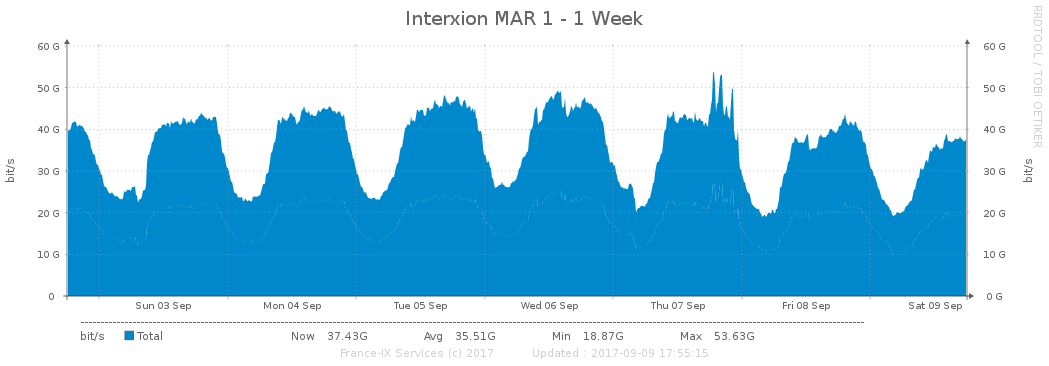 Interxion MAR 1 - 1 Week
RRDTOOL / TOBI OETIKER
bit/s
bit/s
60 G 60 G
50 G 50 G
40 G 40 G
30 G 30 G
20 G 20 G
10 G 10 G
0 0 G
Sun 03 Sep Mon 04 Sep Tue 05 Sep Wed 06 Sep Thu 07 Sep Fri 08 Sep Sat 09 Sep
bit/s Total Now 37.43G Avg 35.51G Min 18.87G Max 53.63G
France-IX Services (c) 2017 Updated : 2017-09-09 17:55:15